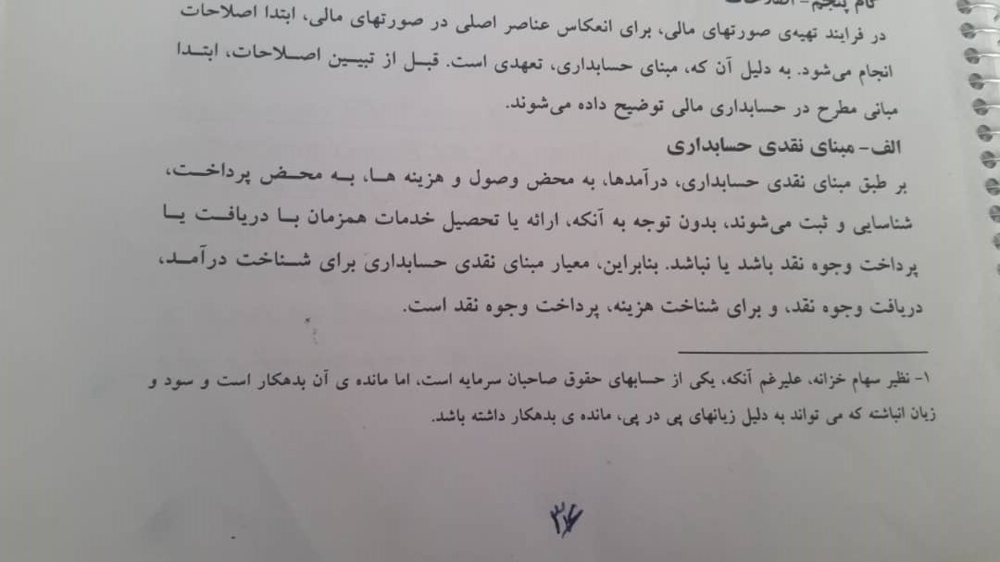 گام پنجم- اصلاحات
در فرایند تهیه‌ی صورتهای مالی، برای انعکاس عناصر اصلی در صورتهای مالی، ابتدا اصلاحات
انجام می‌شود. به دلیل آن که، مبنای حسابداری، تعهدی است. قبل از تبیین اصلاحات، ابتدا
مبانی مطرح در حسابداری مالی توضیح داده می‌شوند.
الف- مبنای نقدی حسابداری
بر طبق مبنای نقدی حسابداری، درآمدها، به محض وصول و هزینه ها، به محض پرداخت،
شناسایی و ثبت می‌شوند، بدون توجه به آنکه، ارائه یا تحصیل خدمات همزمان با دریافت یا
پرداخت وجوه نقد باشد یا نباشد. بنابراین، معیار مبنای نقدی حسابداری برای شناخت درآمد،
دریافت وجوه نقد، و برای شناخت هزینه، پرداخت وجوه نقد است.
۱- نظیر سهام خزانه، علیرغم آنکه، یکی از حسابهای حقوق صاحبان سرمایه است، اما مانده ی آن بدهکار است و سود و
زیان انباشته که می تواند به دلیل زیانهای پی در پی، مانده ی بدهکار داشته باشد.